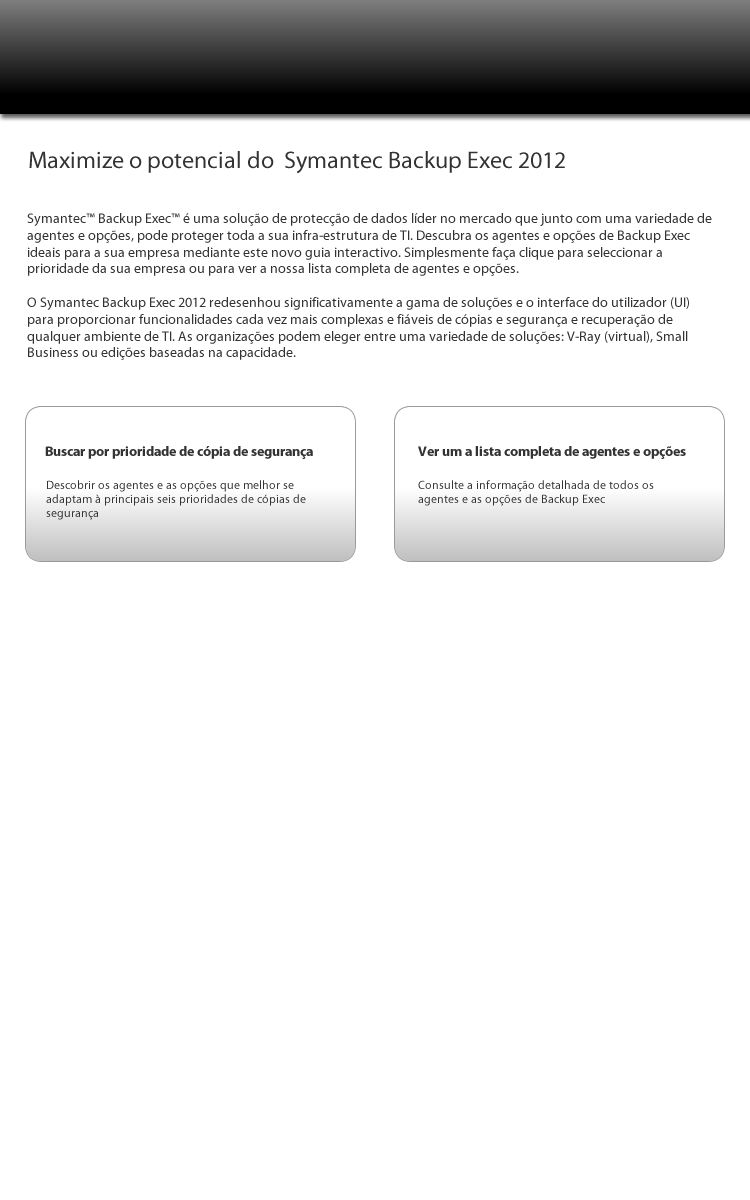 Maximize o potencial do  Symantec Backup Exec 2012
Symantec™ Backup Exec™ é uma solução de protecção de dados líder no mercado que junto com uma variedade de
agentes e opções, pode proteger toda a sua infra-estrutura de TI. Descubra os agentes e opções de Backup Exec
ideais para a sua empresa mediante este novo guia interactivo. Simplesmente faça clique para seleccionar a
prioridade da sua empresa ou para ver a nossa lista completa de agentes e opções.
O Symantec Backup Exec 2012 redesenhou significativamente a gama de soluções e o interface do utilizador (UI)
para proporcionar funcionalidades cada vez mais complexas e fiáveis de cópias e segurança e recuperação de
qualquer ambiente de TI. As organizações podem eleger entre uma variedade de soluções: V-Ray (virtual), Small
Business ou edições baseadas na capacidade.
Buscar por prioridade de cópia de segurança
Descobrir os agentes e as opções que melhor se
adaptam à principais seis prioridades de cópias de
segurança
Ver um a lista completa de agentes e opções
Consulte a informação detalhada de todos os
agentes e as opções de Backup Exec